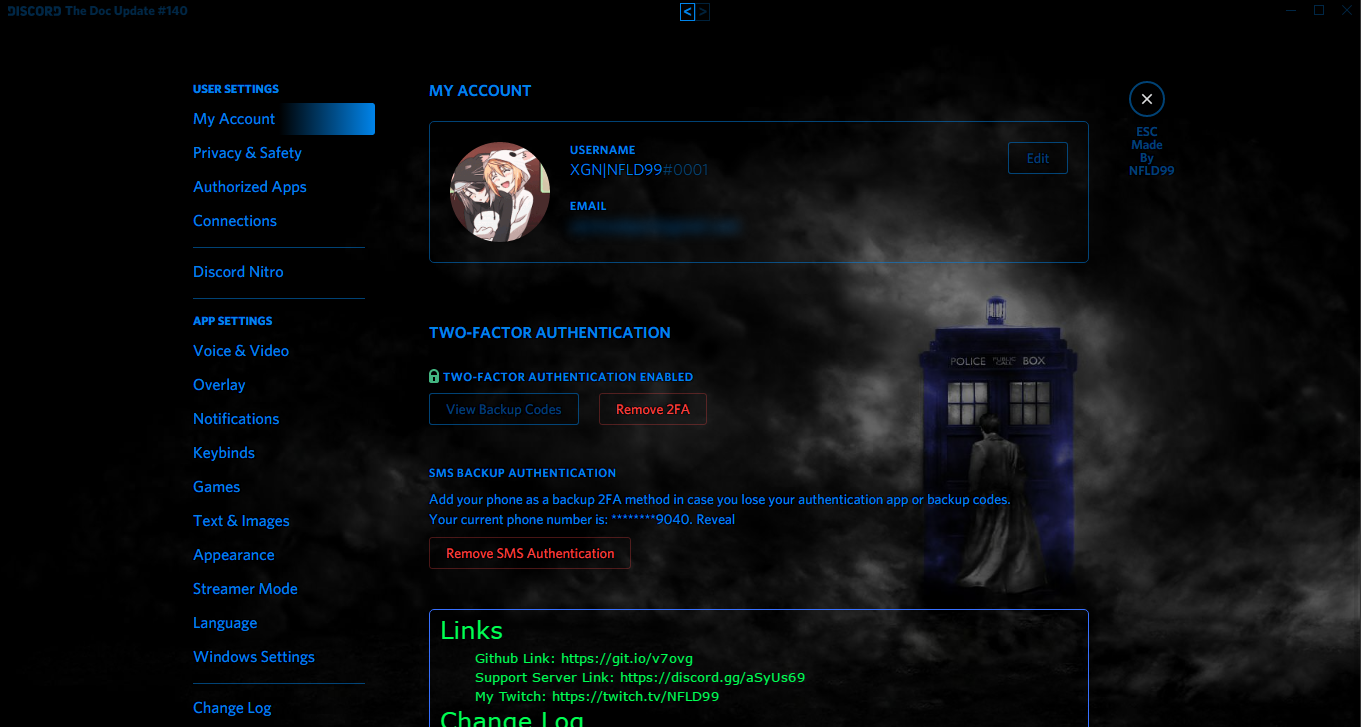 DISCORD The Doc Update #140
< >
USER SETTINGS
My Account
Privacy & Safety
Authorized Apps
Connections
Discord Nitro
APP SETTINGS
Voice & Video
Overlay
Notifications
Keybinds
Games
Text & Images
Appearance
Streamer Mode
Language
Windows Settings
Change Log
MY ACCOUNT
USERNAME
XGN|NFLD99#0001
Edit
EMAIL
ESC
Made
By
NFLD99
TWO-FACTOR AUTHENTICATION
TWO-FACTOR AUTHENTICATION ENABLED
View Backup Codes
Remove 2FA
SMS BACKUP AUTHENTICATION
Add your phone as a backup 2FA method in case you lose your authentication app or backup codes.
Your current phone number is: ********9040. Reveal
Remove SMS Authentication
POLICE PUBLIC CALL BOX
Links
Github Link: https://git.io/v7ovg
Support Server Link: https://discord.gg/aSyUs69
My Twitch: https://twitch.tv/NFLD99
Change Log